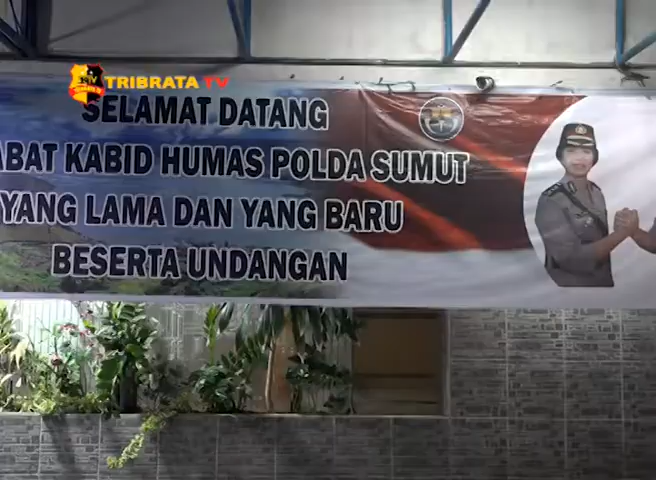 TRIBRATA TV
SELAMAT DATANG
ABAT KABID HUMAS POLDA SUMUT
YANG LAMA DAN YANG BARU
BESERTA UNDANGAN